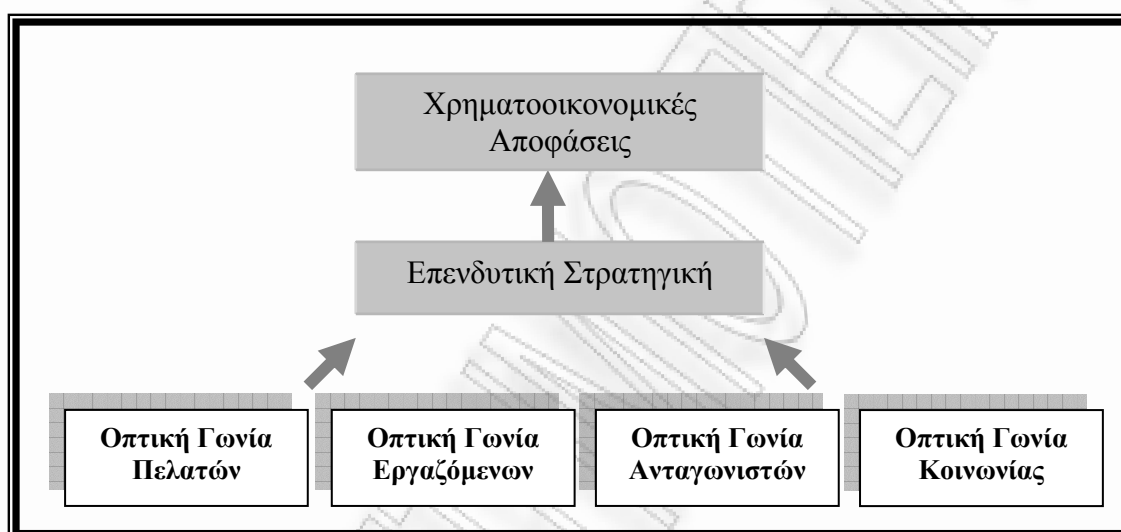 Χρηματοοικονομικές
Αποφάσεις
Επενδυτική Στρατηγική
Οπτική Γωνία
Πελατών
Οπτική Γωνία
Εργαζόμενων
Οπτική Γωνία
Ανταγωνιστών
Οπτική Γωνία
Κοινωνίας